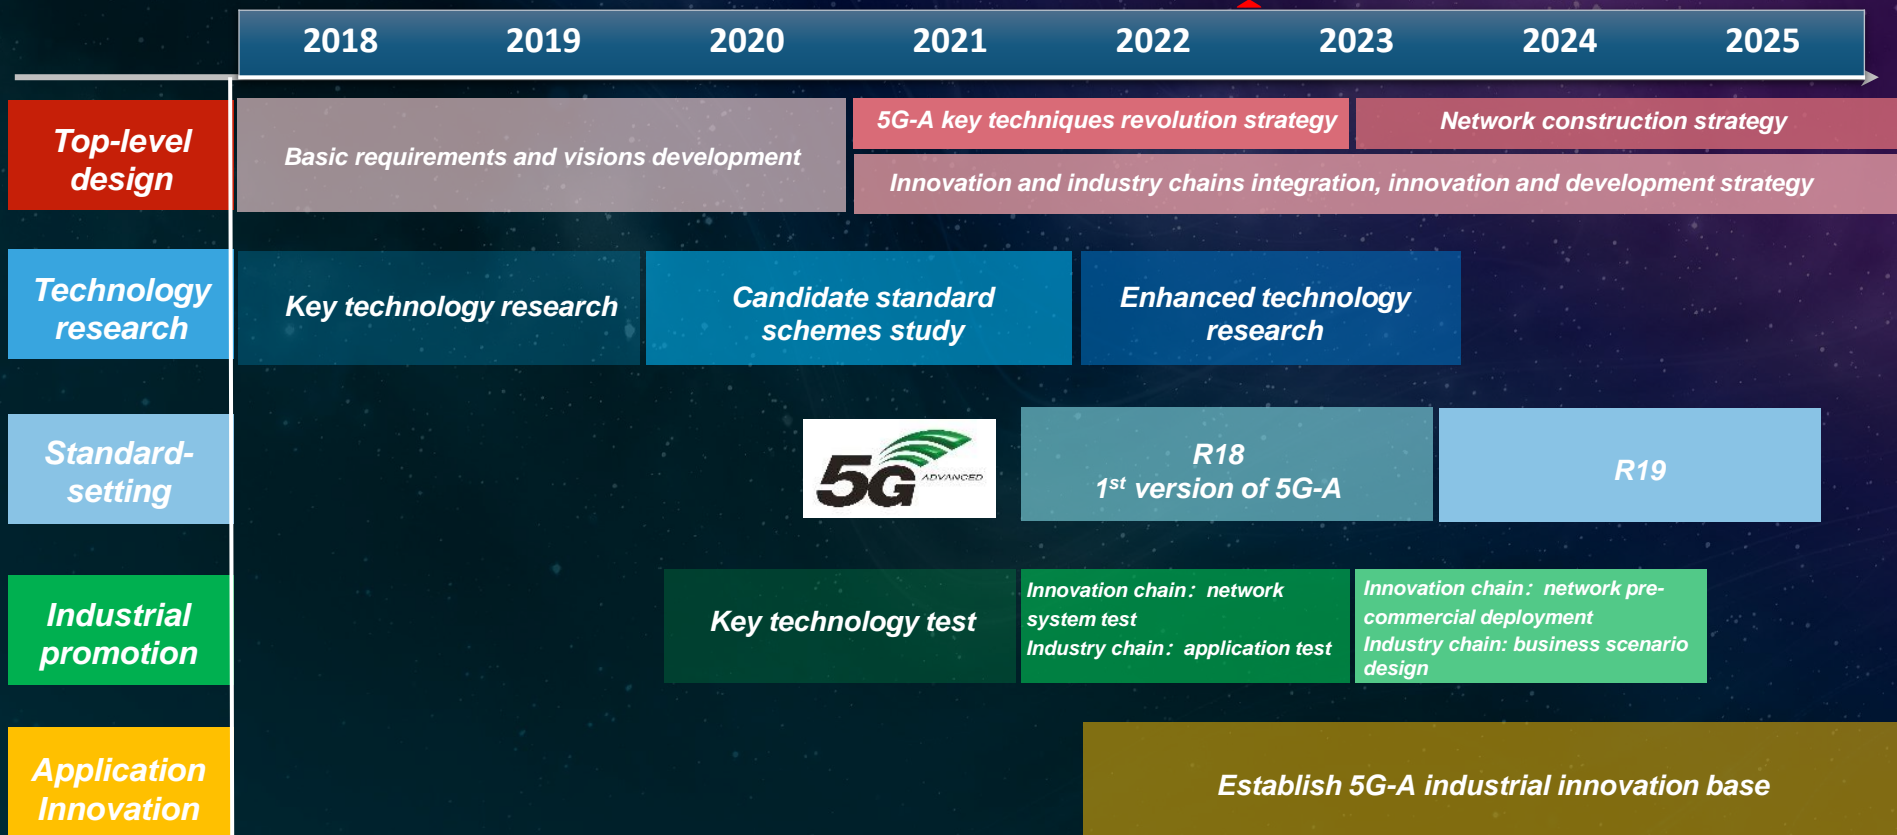 2018 2019 2020 2021 2022 2023 2024 2025
Top-level
design
Basic requirements and visions development
5G-A key techniques revolution strategy
Network construction strategy
Innovation and industry chains integration, innovation and development strategy
Technology
research
Key technology research
Candidate standard
schemes study
Enhanced technology
research
Standard-
setting
5G
ADVANCED
R18
1st version of 5G-A
R19
Industrial
promotion
Key technology test
Innovation chain：network
system test
Industry chain：application test
Innovation chain：network pre-
commercial deployment
Industry chain: business scenario
design
Application
Innovation
Establish 5G-A industrial innovation base